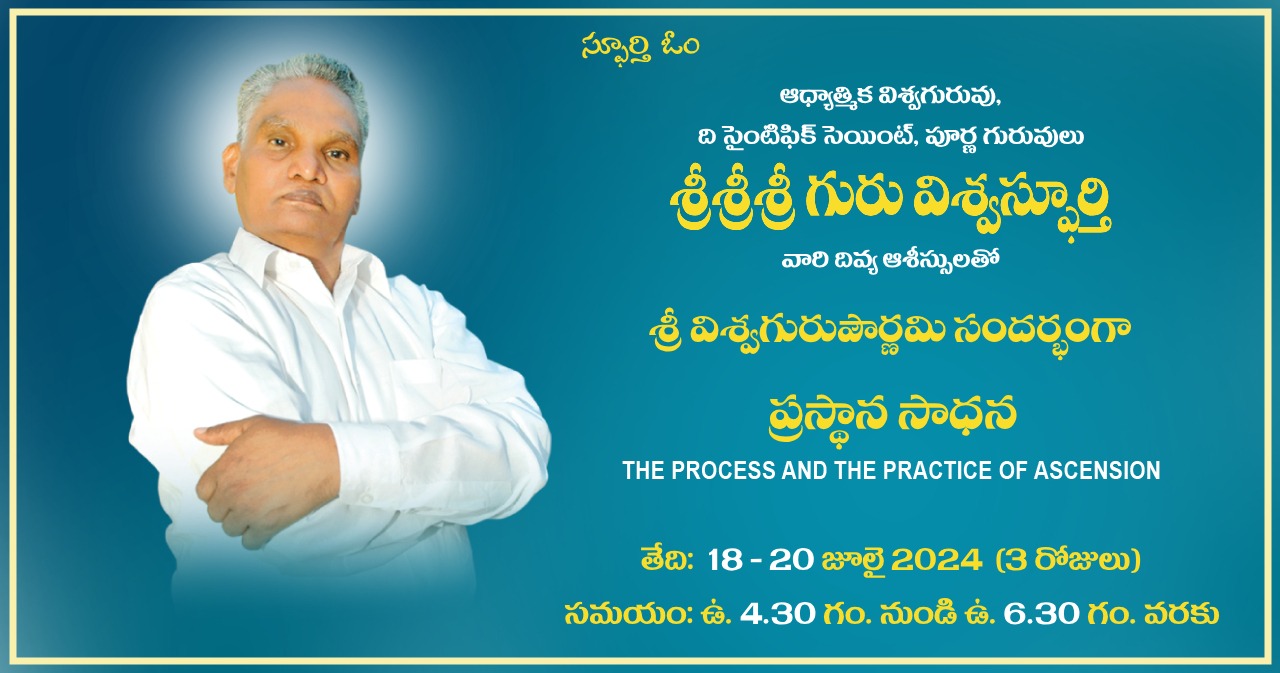 స్ఫూర్తి ఓం
ఆధ్యాత్మిక విశ్వగురువు,
ది సైంటిఫిక్ సెయింట్, పూర్ణ గురువులు
శ్రీశ్రీశ్రీ గురు విశ్వస్ఫూర్తి
వారి దివ్య ఆశీస్సులతో
శ్రీ విశ్వగురుపౌర్ణమి సందర్భంగా
ప్రస్థాన సాధన
THE PROCESS AND THE PRACTICE OF ASCENSION
తేది: 18 - 20 జూలై 2024 (3 రోజులు)
సమయం: ఉ. 4.30 గం. నుండి ఉ. 6.30 గం. వరకు